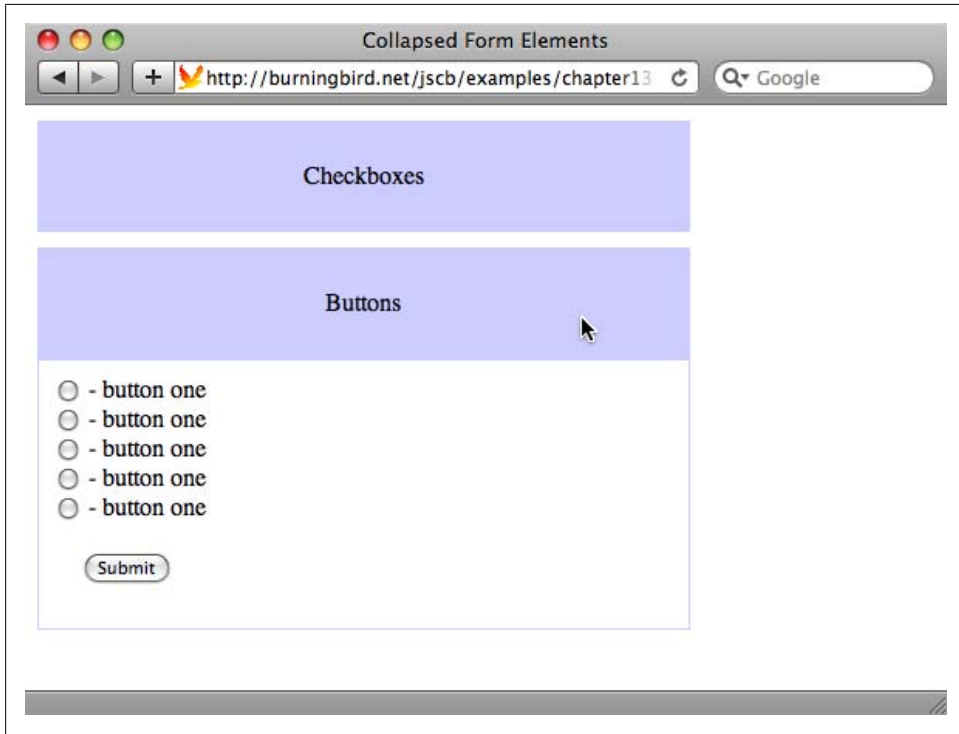 Collapsed Form Elements
http://burningbird.net/jscb/examples/chapter13
Google
Checkboxes
Buttons
- button one
- button one
- button one
- button one
- button one
Submit